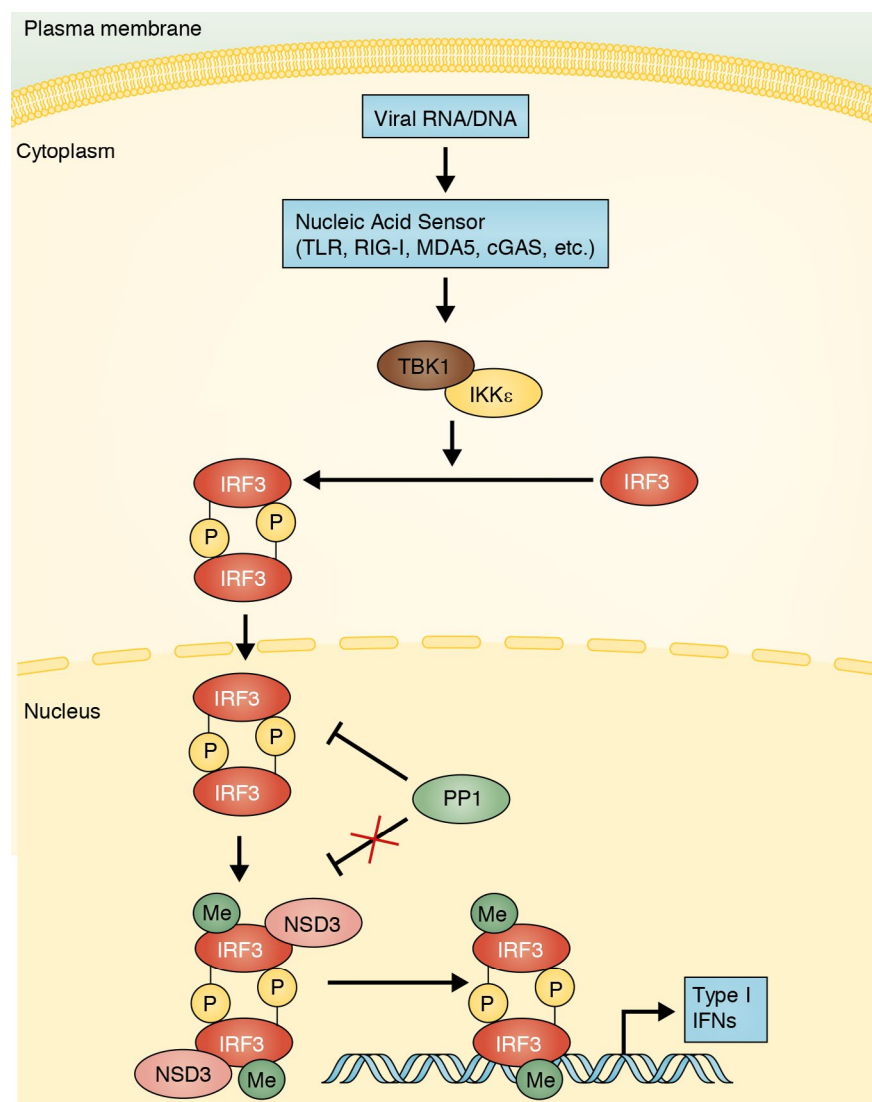 Plasma membrane
Viral RNA/DNA
Cytoplasm
Nucleic Acid Sensor
(TLR, RIG-I, MDA5, cGAS, etc.)
TBK1
IKKε
IRF3
IRF3
P
P
IRF3
IRF3
Nucleus
P
P
IRF3
PP1
Me
NSD3
IRF3
P
P
IRF3
NSD3
Me
Me
IRF3
P
P
IRF3
Me
Type I
IFNs